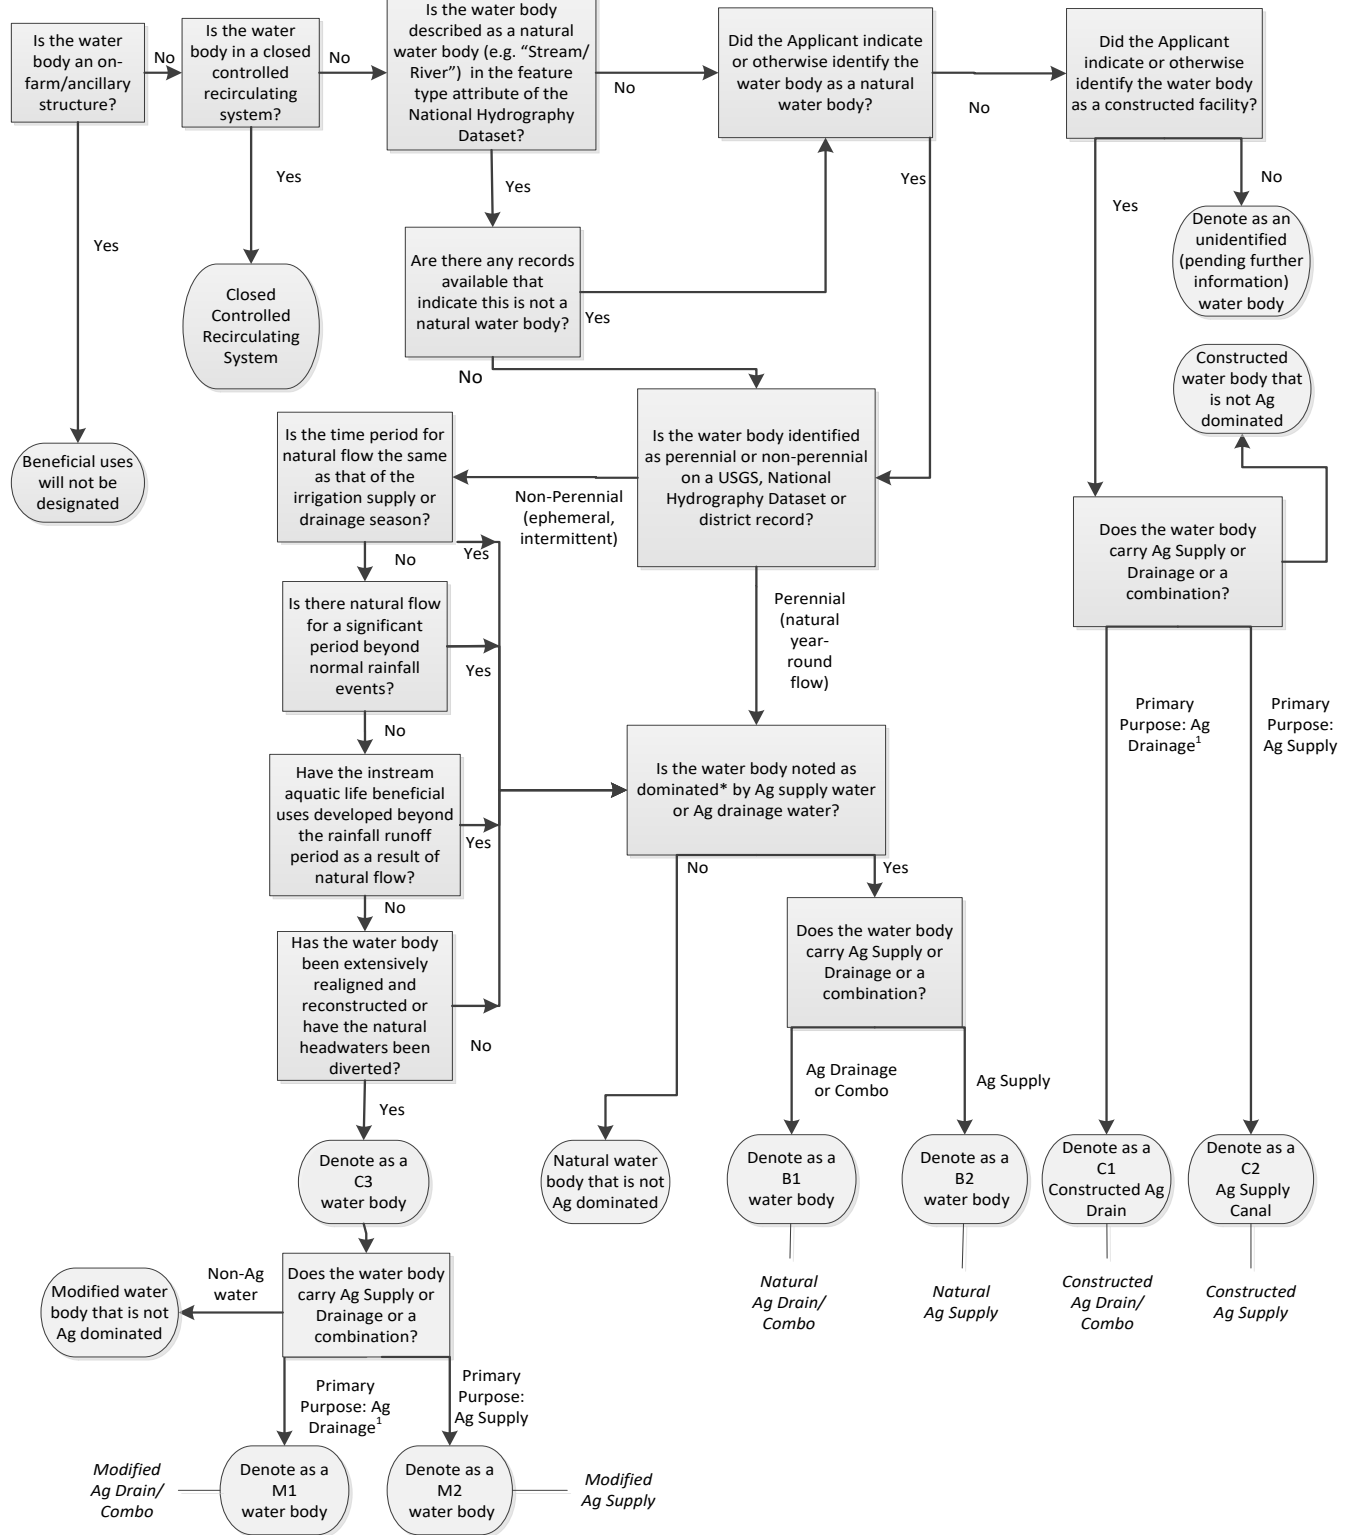 Is the water
body an on-
farm/ancillary
structure?
No
Is the water
body in a closed
controlled
recirculating
system?
No
Is the water body
described as a natural
water body (e.g. “Stream/
River”) in the feature
type attribute of the
National Hydrography
Dataset?
No
Did the Applicant indicate
or otherwise identify the
water body as a natural
water body?
No
Did the Applicant
indicate or otherwise
identify the water body
as a constructed facility?
Yes
Yes
Yes
Yes
Yes
No
Denote as an
unidentified
(pending further
information)
water body
Closed
Controlled
Recirculating
System
Are there any records
available that
indicate this is not a
natural water body?
Yes
No
Constructed
water body that
is not Ag
dominated
Beneficial uses
will not be
designated
Is the time period for
natural flow the same
as that of the
irrigation supply or
drainage season?
Non-Perennial
(ephemeral,
intermittent)
Is the water body identified
as perennial or non-perennial
on a USGS, National
Hydrography Dataset or
district record?
Does the water body
carry Ag Supply or
Drainage or a
combination?
Yes
No
Is there natural flow
for a significant
period beyond
normal rainfall
events?
Yes
No
Perennial
(natural
year-
round
flow)
Primary
Purpose: Ag
Drainage1
Primary
Purpose:
Ag Supply
Have the instream
aquatic life beneficial
uses developed beyond
the rainfall runoff
period as a result of
natural flow?
Yes
No
Is the water body noted as
dominated* by Ag supply water
or Ag drainage water?
No
Yes
Has the water body
been extensively
realigned and
reconstructed or
have the natural
headwaters been
diverted?
No
Yes
Does the water body
carry Ag Supply or
Drainage or a
combination?
Ag Drainage
or Combo
Ag Supply
Denote as a
C3
water body
Natural water
body that is not
Ag dominated
Denote as a
B1
water body
Denote as a
B2
water body
Denote as a
C1
Constructed Ag
Drain
Denote as a
C2
Ag Supply
Canal
Natural
Ag Drain/
Combo
Natural
Ag Supply
Constructed
Ag Drain/
Combo
Constructed
Ag Supply
Modified water
body that is not
Ag dominated
Non-Ag
water
Does the water body
carry Ag Supply or
Drainage or a
combination?
Primary
Purpose: Ag
Drainage1
Primary
Purpose:
Ag Supply
Modified
Ag Drain/
Combo
Denote as a
M1
water body
Denote as a
M2
water body
Modified
Ag Supply